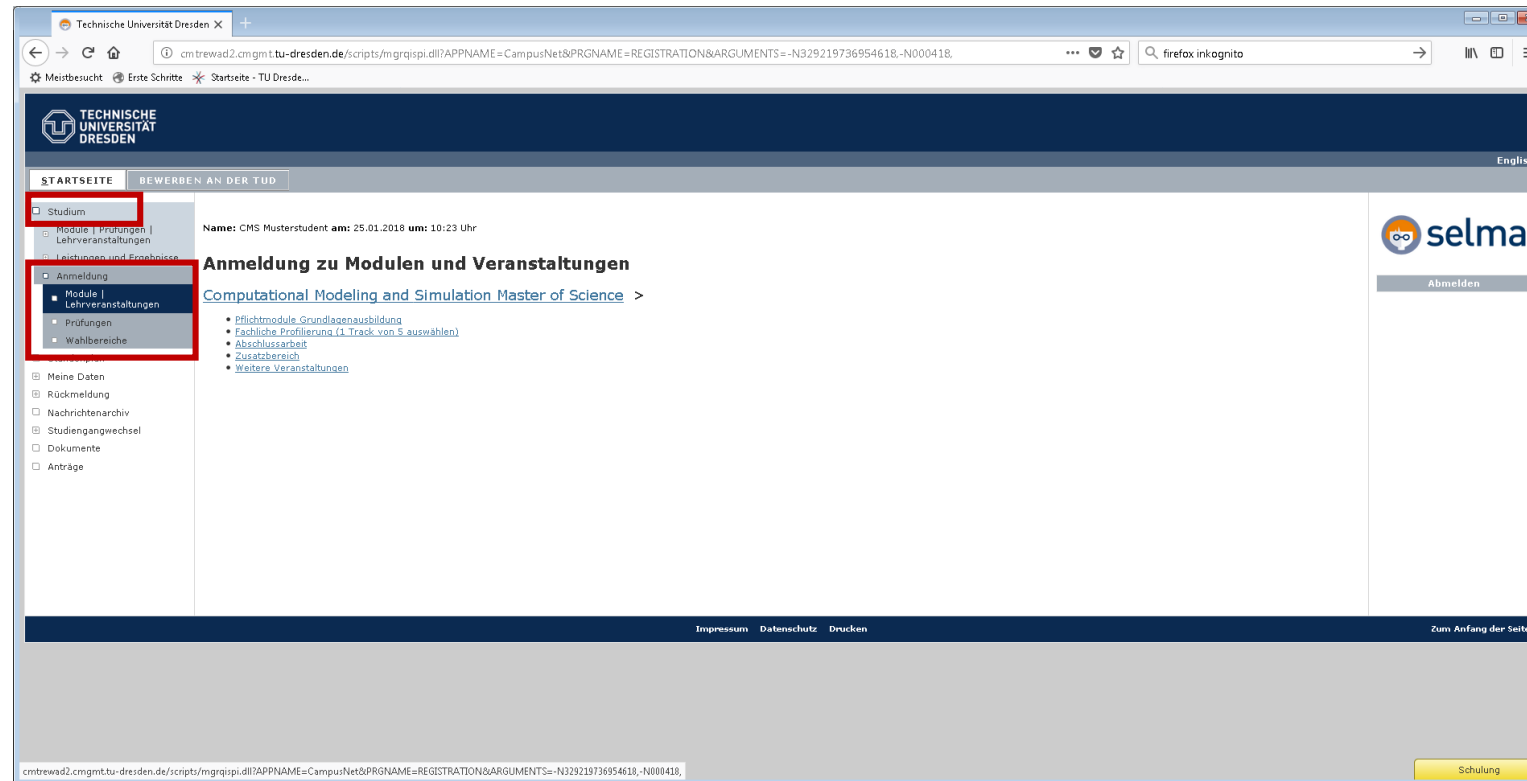 Technische Universität Dresden
cmtrewad2.cmgmt.tu-dresden.de/scripts/mgrqispi.dll?APPNAME=CampusNet&PRGNAME=REGISTRATION&ARGUMENTS=-N329219736954618,-N000418,
firefox inkognito
Meistbesucht Erste Schritte Startseite - TU Dresde...
TECHNISCHE
UNIVERSITÄT
DRESDEN
Englis
STARTSEITE BEWERBEN AN DER TUD
Studium
Module | Prüfungen |
Lehrveranstaltungen
Leistungen und Ergebnisse
Anmeldung
Module |
Lehrveranstaltungen
Prüfungen
Wahlbereiche
Meine Daten
Rückmeldung
Nachrichtenarchiv
Studiengangwechsel
Dokumente
Anträge
Name: CMS Musterstudent am: 25.01.2018 um: 10:23 Uhr
Anmeldung zu Modulen und Veranstaltungen
Computational Modeling and Simulation Master of Science >
Pflichtmodule Grundlagenausbildung
Fachliche Profilierung (1 Track von 5 auswählen)
Abschlussarbeit
Zusatzbereich
Weitere Veranstaltungen
selma
Abmelden
Impressum Datenschutz Drucken
Zum Anfang der Seite
cmtrewad2.cmgmt.tu-dresden.de/scripts/mgrqispi.dll?APPNAME=CampusNet&PRGNAME=REGISTRATION&ARGUMENTS=-N329219736954618,-N000418,
Schulung